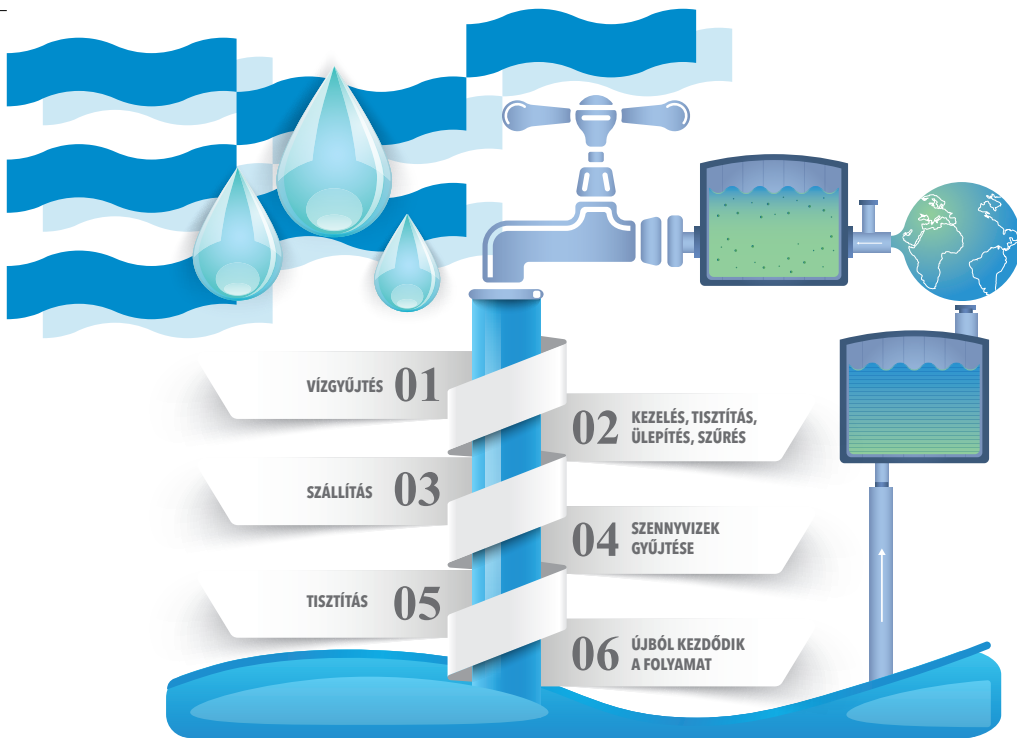 VÍZGYŰJTÉS 01
02 KEZELÉS, TISZTÍTÁS,
ÜLEPÍTÉS, SZŰRÉS
SZÁLLÍTÁS 03
04 SZENNYVIZEK
GYŰJTÉSE
TISZTÍTÁS 05
06 ÚJBÓL KEZDŐDIK
A FOLYAMAT